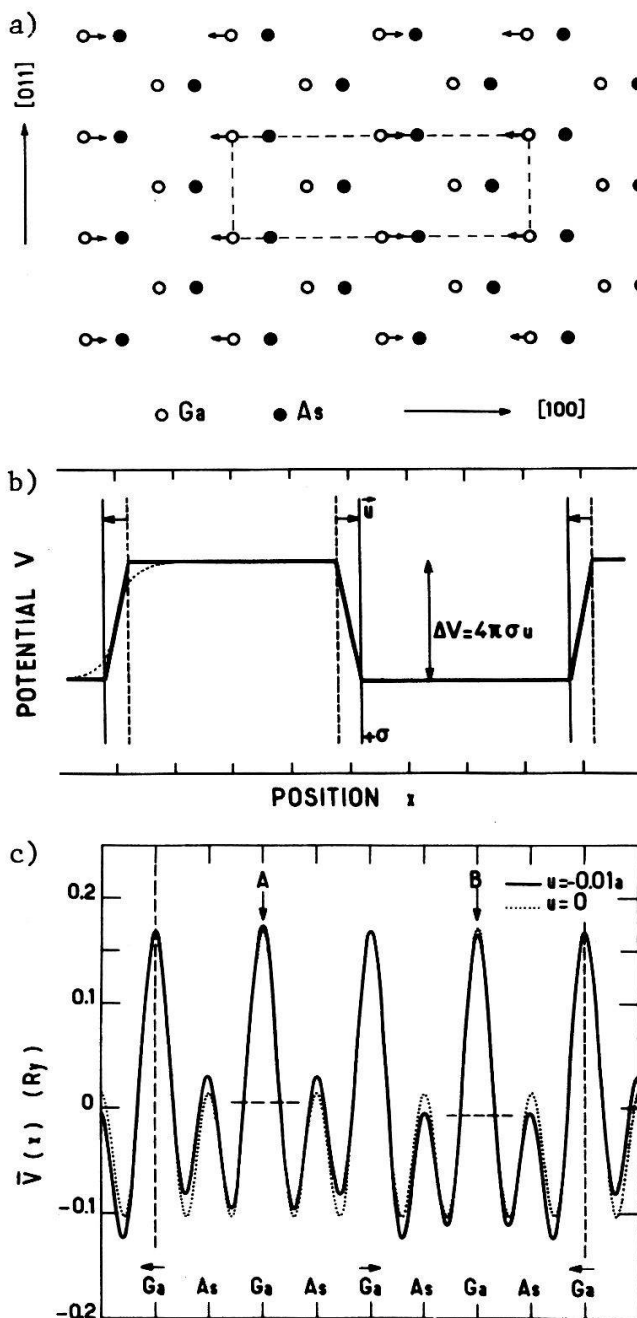 a)
[011]
Ga
As
[100]
b)
POTENTIAL V
u
ΔV=4πσu
+σ
POSITION x
c)
V̅(x) (Ry)
0.2
0.1
0
-0.1
-0.2
A
B
u=-0.01a
u=0
Ga As Ga As Ga As Ga As Ga